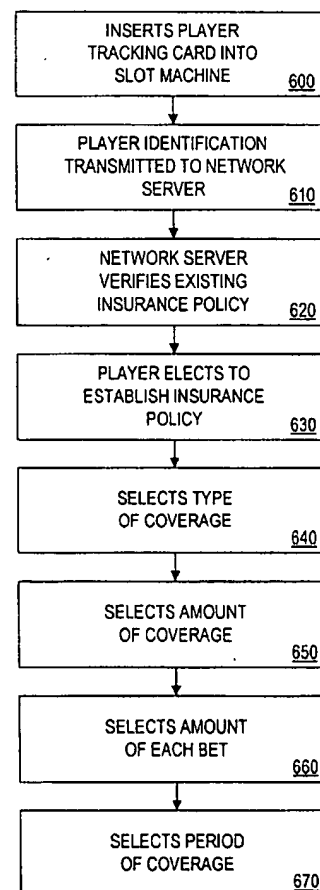 INSERTS PLAYER
TRACKING CARD INTO
SLOT MACHINE
600
PLAYER IDENTIFICATION
TRANSMITTED TO NETWORK
SERVER
610
NETWORK SERVER
VERIFIES EXISTING
INSURANCE POLICY
620
PLAYER ELECTS TO
ESTABLISH INSURANCE
POLICY
630
SELECTS TYPE
OF COVERAGE
640
SELECTS AMOUNT
OF COVERAGE
650
SELECTS AMOUNT
OF EACH BET
660
SELECTS PERIOD
OF COVERAGE
670